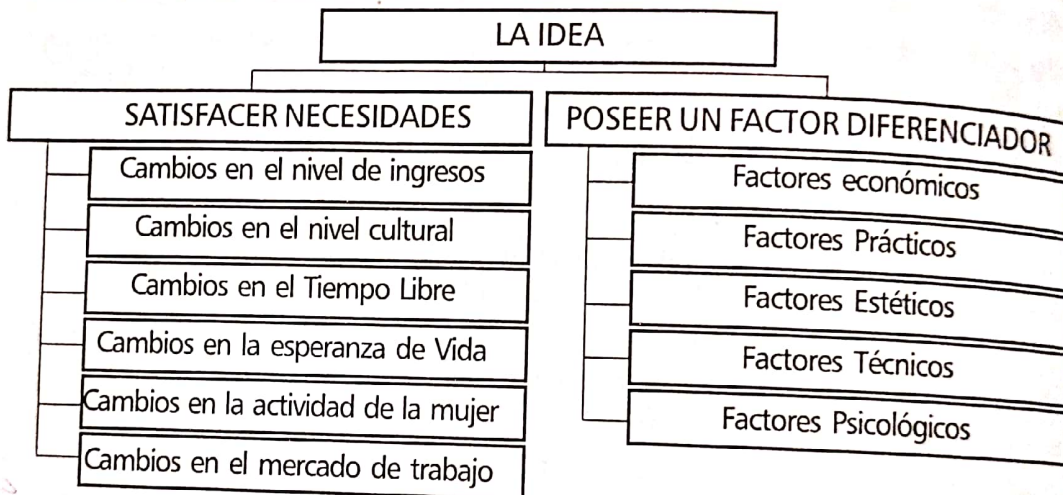 LA IDEA
SATISFACER NECESIDADES
Cambios en el nivel de ingresos
Cambios en el nivel cultural
Cambios en el Tiempo Libre
Cambios en la esperanza de Vida
Cambios en la actividad de la mujer
Cambios en el mercado de trabajo
POSEER UN FACTOR DIFERENCIADOR
Factores económicos
Factores Prácticos
Factores Estéticos
Factores Técnicos
Factores Psicológicos